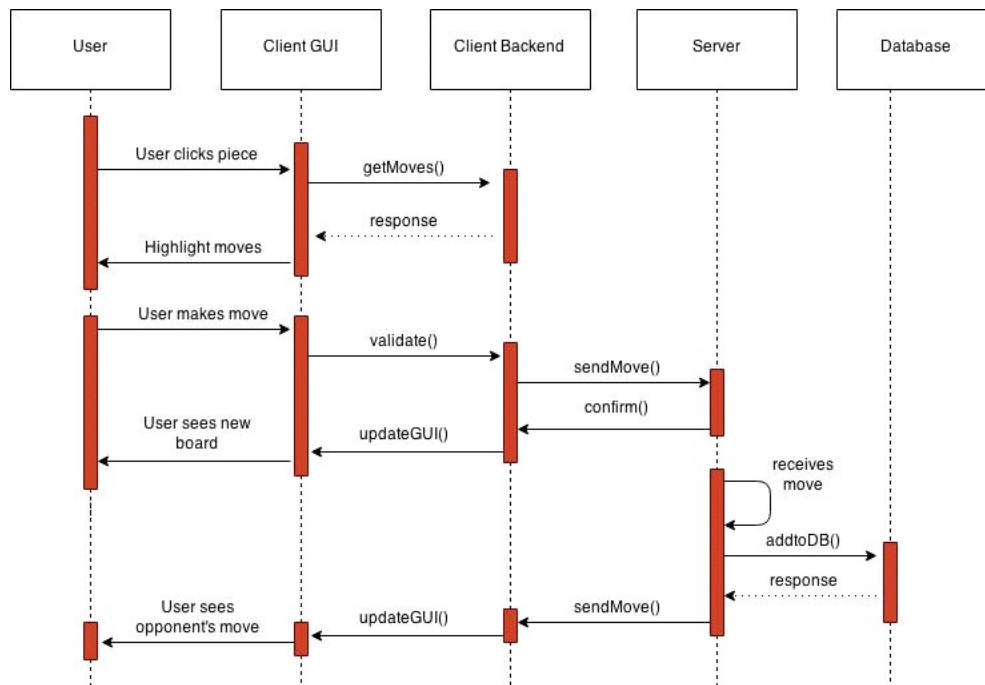 User
Client GUI
Client Backend
Server
Database
User clicks piece
getMoves()
response
Highlight moves
User makes move
validate()
sendMove()
confirm()
User sees new
board
updateGUI()
receives
move
addtoDB()
response
sendMove()
updateGUI()
User sees
opponent's move